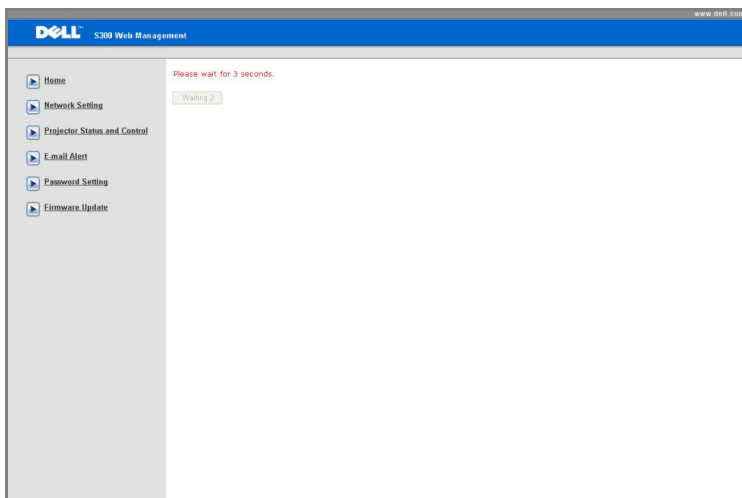 www.dell.com
DELL™ S300 Web Management
Home
Network Setting
Projector Status and Control
E-mail Alert
Password Setting
Firmware Update
Please wait for 3 seconds.
Waiting 2